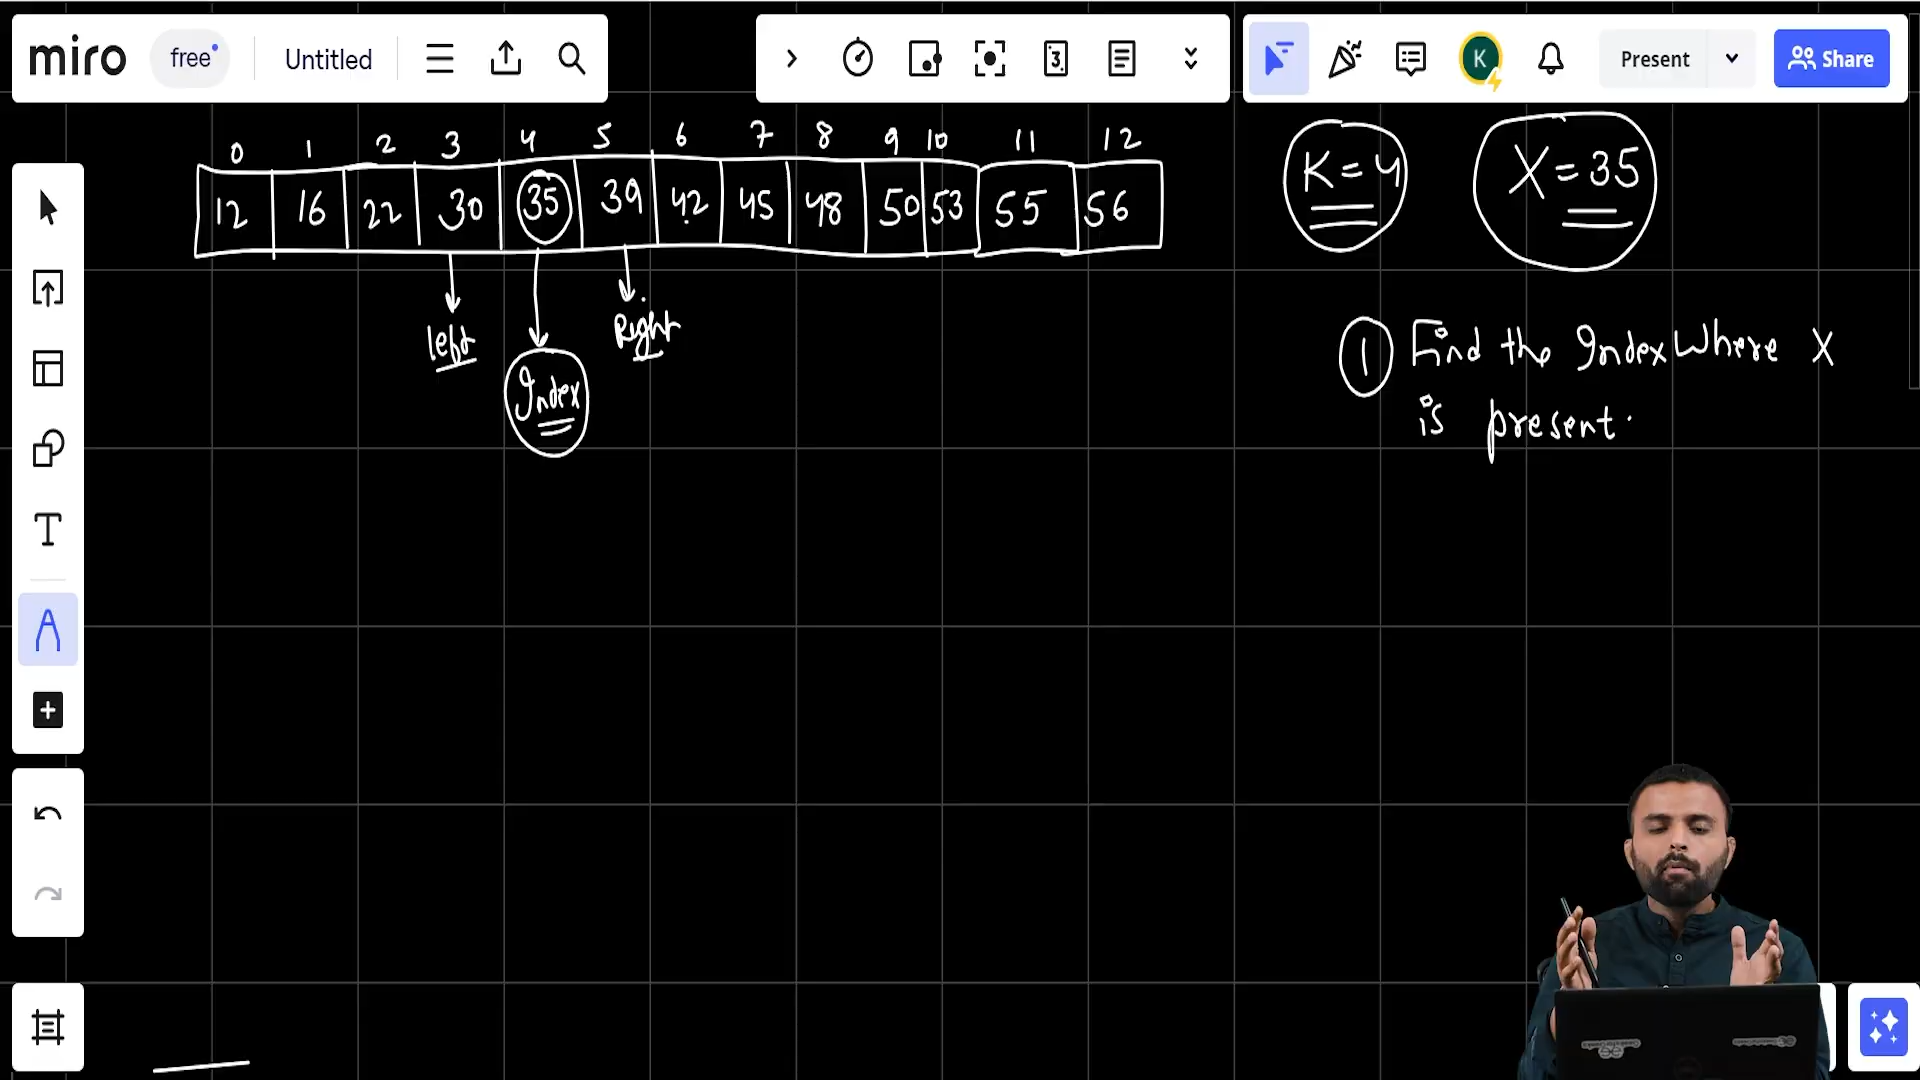 miro free Untitled
3
K
Present
Share
0 1 2 3 4 5 6 7 8 9 10 11 12
12 16 22 30 35 39 42 45 48 50 53 55 56
K=4
X=35
left
Right
Index
1 Find the Index Where X
is present.